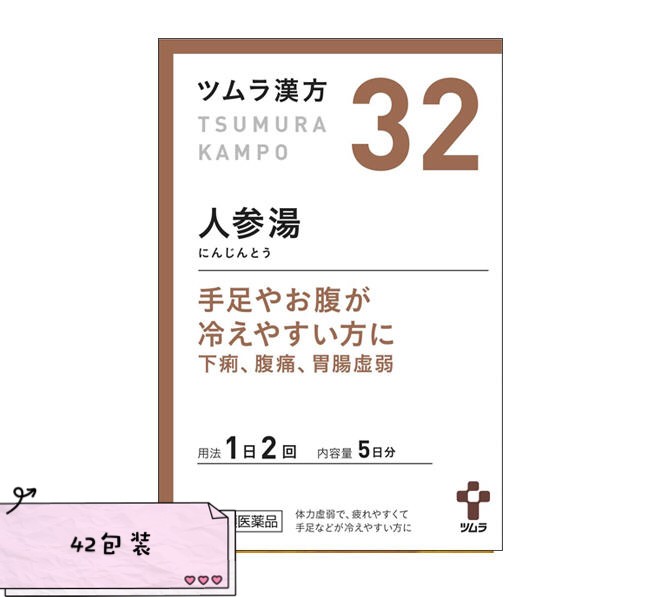 ツムラ漢方
TSUMURA
KAMPO
32
人参湯
にんじんとう
手足やお腹が
冷えやすい方に
下痢、腹痛、胃腸虚弱
用法 1日2回 内容量 5日分
医薬品
体力虚弱で、疲れやすくて
手足などが冷えやすい方に
ツムラ
42包装